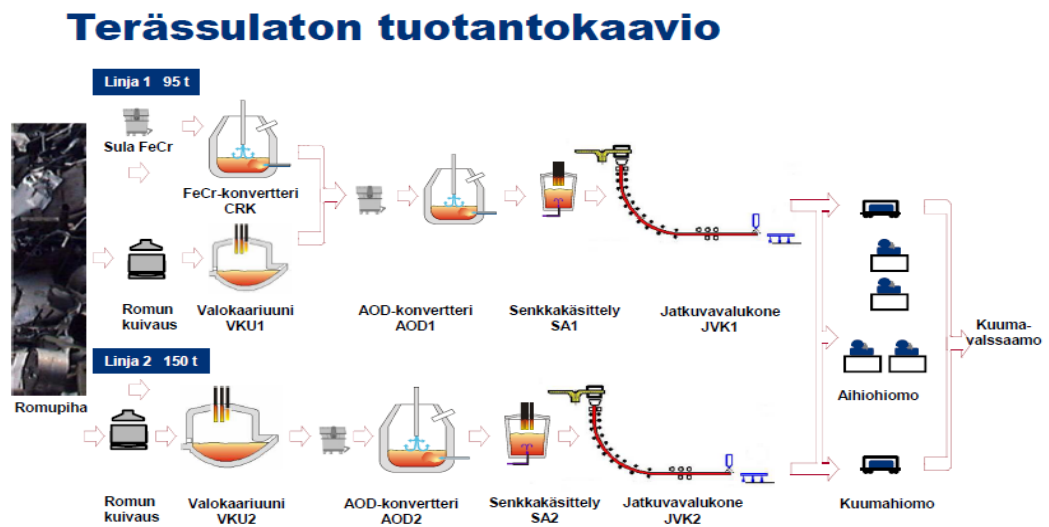 Terässulaton tuotantokaavio
Linja 1 95 t
Sula FeCr
FeCr-konvertteri
CRK
Romun
kuivaus
Valokaariuuni
VKU1
AOD-konvertteri
AOD1
Senkkakäsittely
SA1
Jatkuvavalukone
JVK1
Kuuma-
valssaamo
Linja 2 150 t
Romupiha
Aihiohiomo
Romun
kuivaus
Valokaariuuni
VKU2
AOD-konvertteri
AOD2
Senkkakäsittely
SA2
Jatkuvavalukone
JVK2
Kuumahiomo